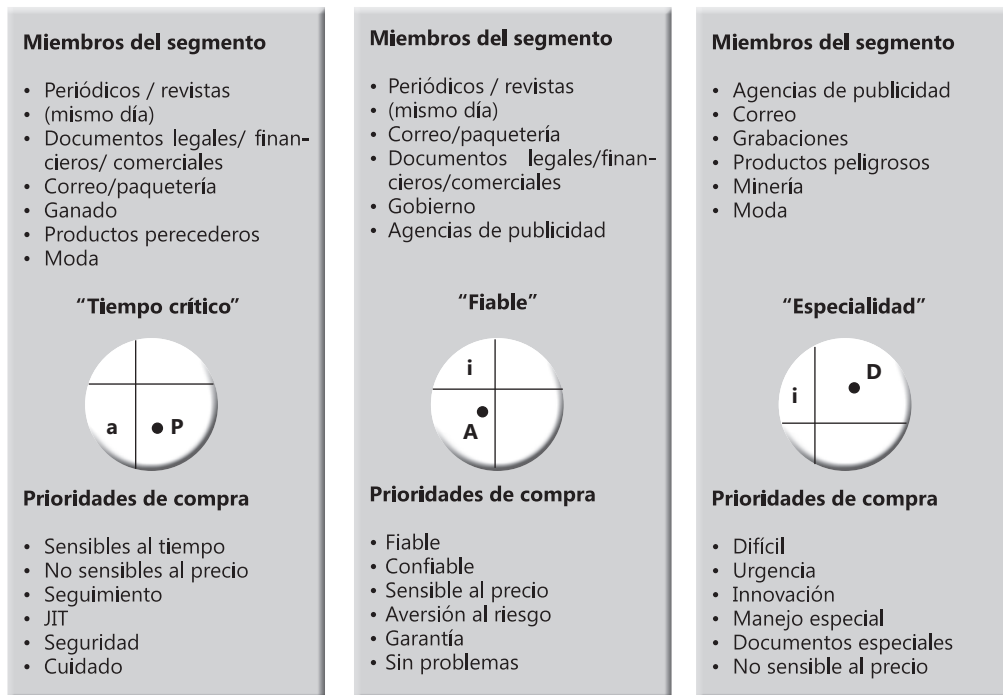 Miembros del segmento
• Periódicos / revistas
• (mismo día)
• Documentos legales/ finan-
cieros/ comerciales
• Correo/paquetería
• Ganado
• Productos perecederos
• Moda
“Tiempo crítico”
a
P
Prioridades de compra
• Sensibles al tiempo
• No sensibles al precio
• Seguimiento
• JIT
• Seguridad
• Cuidado
Miembros del segmento
• Periódicos / revistas
• (mismo día)
• Correo/paquetería
• Documentos legales/finan-
cieros/comerciales
• Gobierno
• Agencias de publicidad
“Fiable”
i
A
Prioridades de compra
• Fiable
• Confiable
• Sensible al precio
• Aversión al riesgo
• Garantía
• Sin problemas
Miembros del segmento
• Agencias de publicidad
• Correo
• Grabaciones
• Productos peligrosos
• Minería
• Moda
“Especialidad”
D
i
Prioridades de compra
• Difícil
• Urgencia
• Innovación
• Manejo especial
• Documentos especiales
• No sensible al precio